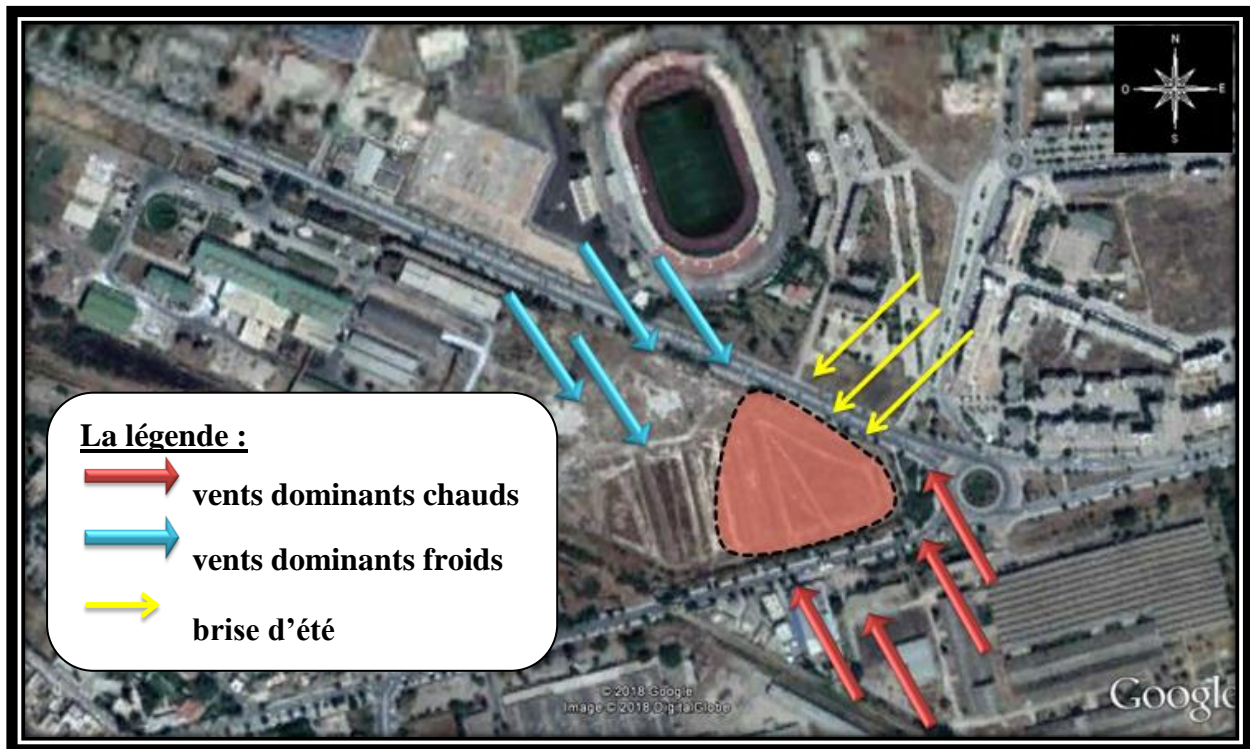 N
O E
S
La légende :
vents dominants chauds
vents dominants froids
brise d'été
© 2018 Google
Image © 2018 DigitalGlobe
Google